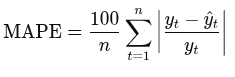 MAPE = \frac{100}{n} \sum_{t=1}^{n} \left| \frac{y_t - \hat{y}_t}{y_t} \right|